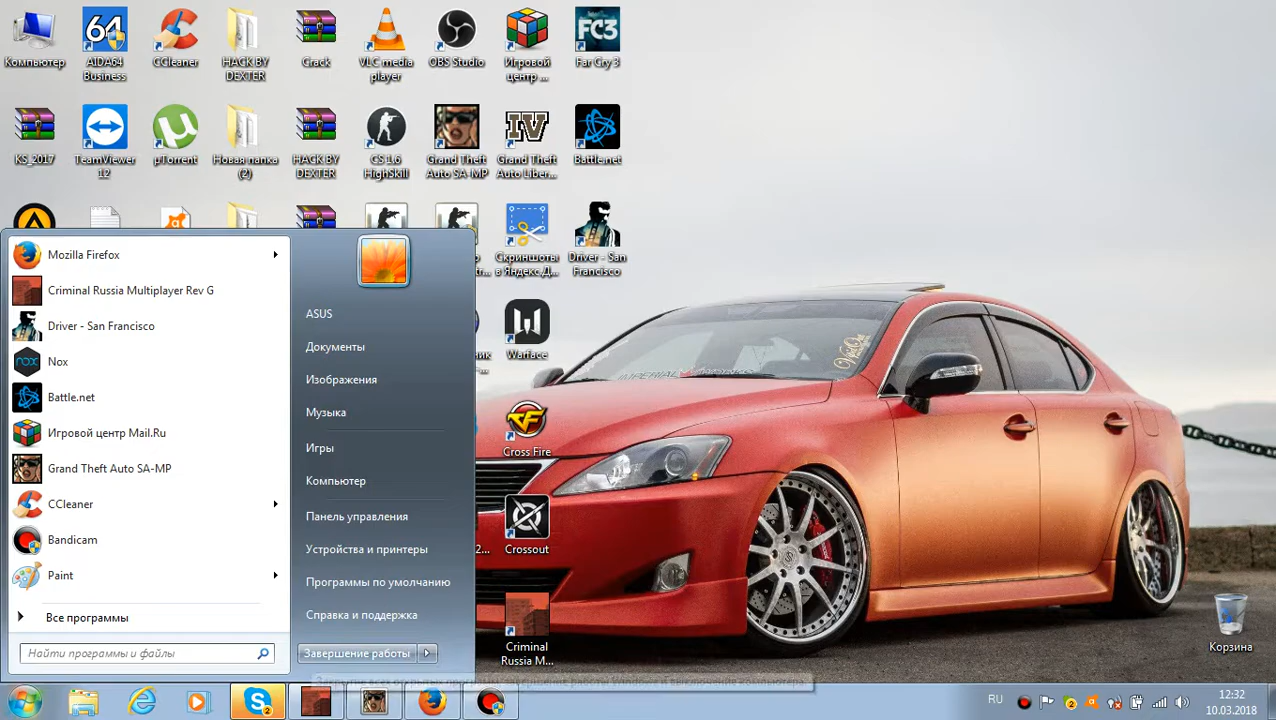 Компьютер
AIDA64
Business
CCleaner
HACK BY
DEXTER
Crack
VLC media
player
OBS Studio
Игровой
центр ...
FC3
Far Cry 3
KS_2017
TeamViewer
12
µTorrent
Новая папка
(2)
HACK BY
DEXTER
CS 1.6
HighSkill
Grand Theft
Auto SA-MP
IV
Grand Theft
Auto Liber...
Battle.net
Скриншоты
в Яндекс.Д...
Driver - San
Francisco
Warface
Cross Fire
Crossout
Criminal
Russia M...
Корзина
Mozilla Firefox
Criminal Russia Multiplayer Rev G
Driver - San Francisco
Nox
Battle.net
Игровой центр Mail.Ru
Grand Theft Auto SA-MP
CCleaner
Bandicam
Paint
Все программы
Найти программы и файлы
ASUS
Документы
Изображения
Музыка
Игры
Компьютер
Панель управления
Устройства и принтеры
Программы по умолчанию
Справка и поддержка
Завершение работы
RU
12:32
10.03.2018